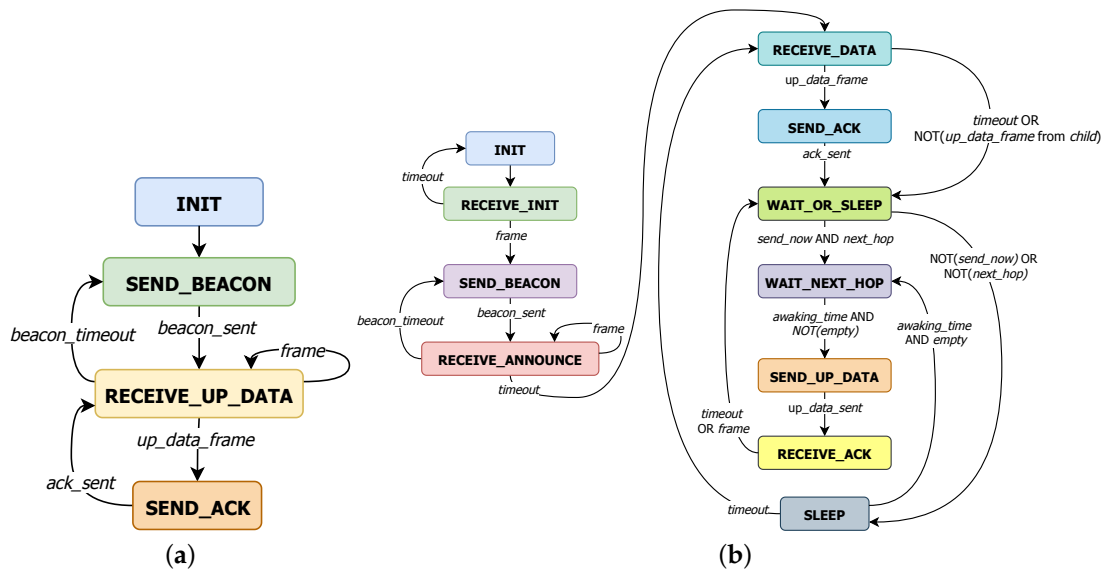 INIT
SEND_BEACON
beacon_timeout
beacon_sent
frame
RECEIVE_UP_DATA
up_data_frame
ack_sent
SEND_ACK
(a)
INIT
timeout
RECEIVE_INIT
frame
SEND_BEACON
beacon_timeout
beacon_sent
frame
RECEIVE_ANNOUNCE
timeout
RECEIVE_DATA
up_data_frame
timeout OR
NOT(up_data_frame from child)
SEND_ACK
ack_sent
WAIT_OR_SLEEP
send_now AND next_hop
NOT(send_now) OR
NOT(next_hop)
WAIT_NEXT_HOP
awaking_time AND
NOT(empty)
awaking_time
AND empty
SEND_UP_DATA
up_data_sent
timeout
OR frame
RECEIVE_ACK
timeout
SLEEP
(b)